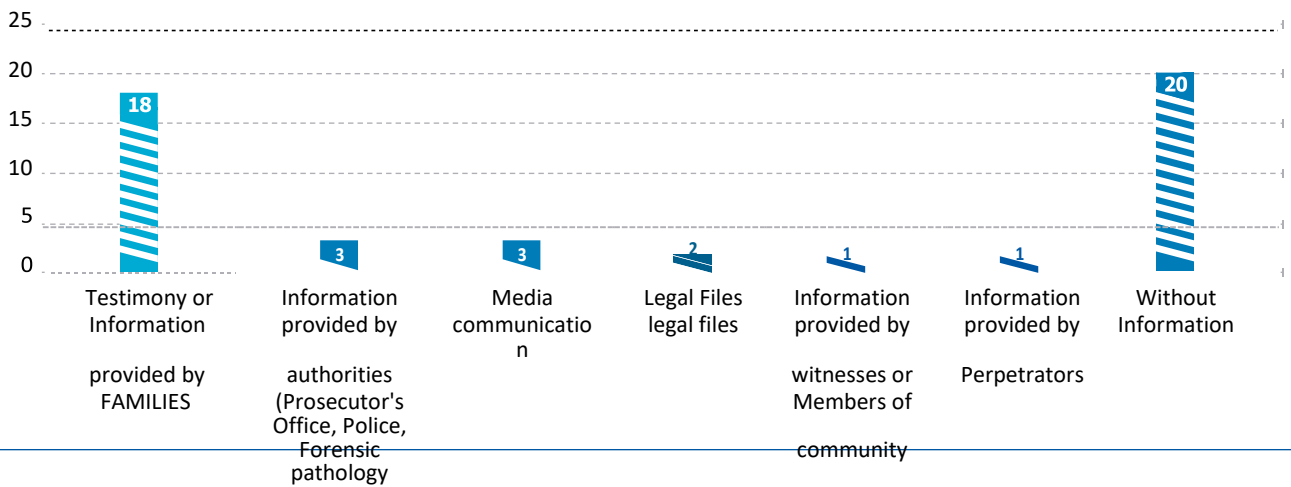 25
20
15
10
5
0
18
3
3
2
1
1
20
Testimony or
Information
provided by
FAMILIES
Information
provided by
authorities
(Prosecutor's
Office, Police,
Forensic
pathology
Media
communicatio
n
Legal Files
legal files
Information
provided by
witnesses or
Members of
community
Information
provided by
Perpetrators
Without
Information